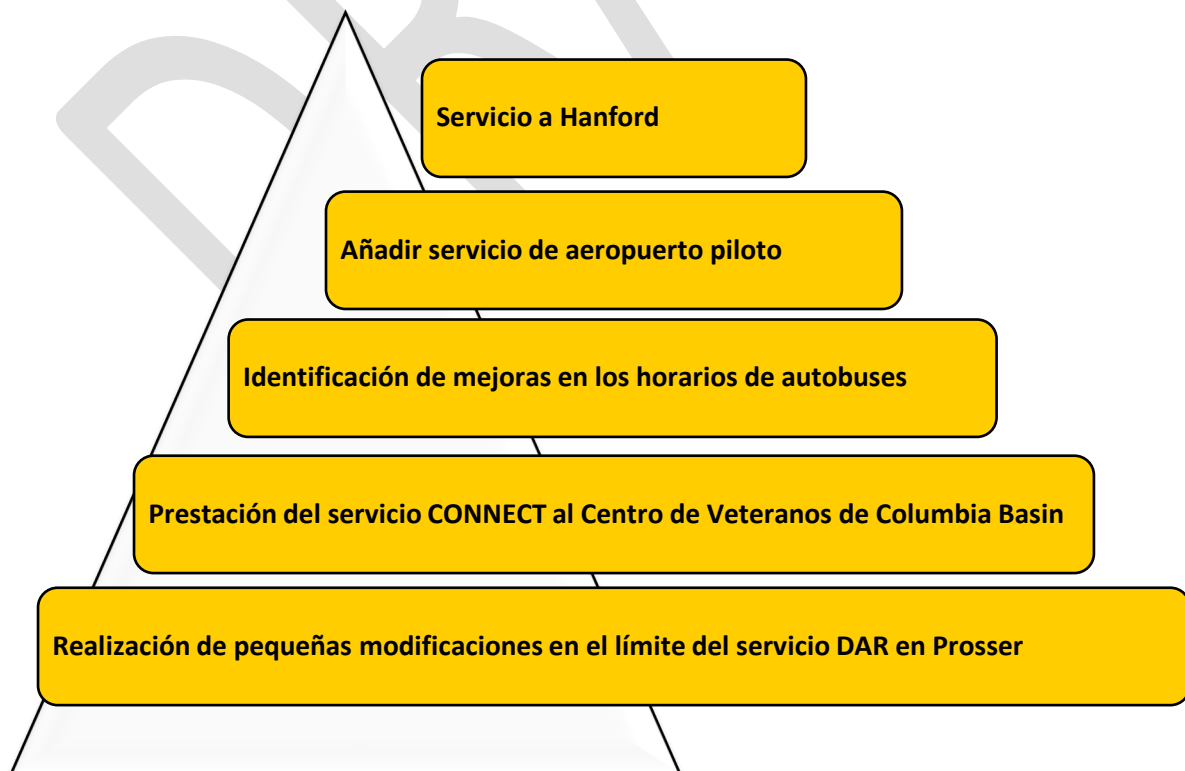 Servicio a Hanford
Añadir servicio de aeropuerto piloto
Identificación de mejoras en los horarios de autobuses
Prestación del servicio CONNECT al Centro de Veteranos de Columbia Basin
Realización de pequeñas modificaciones en el límite del servicio DAR en Prosser